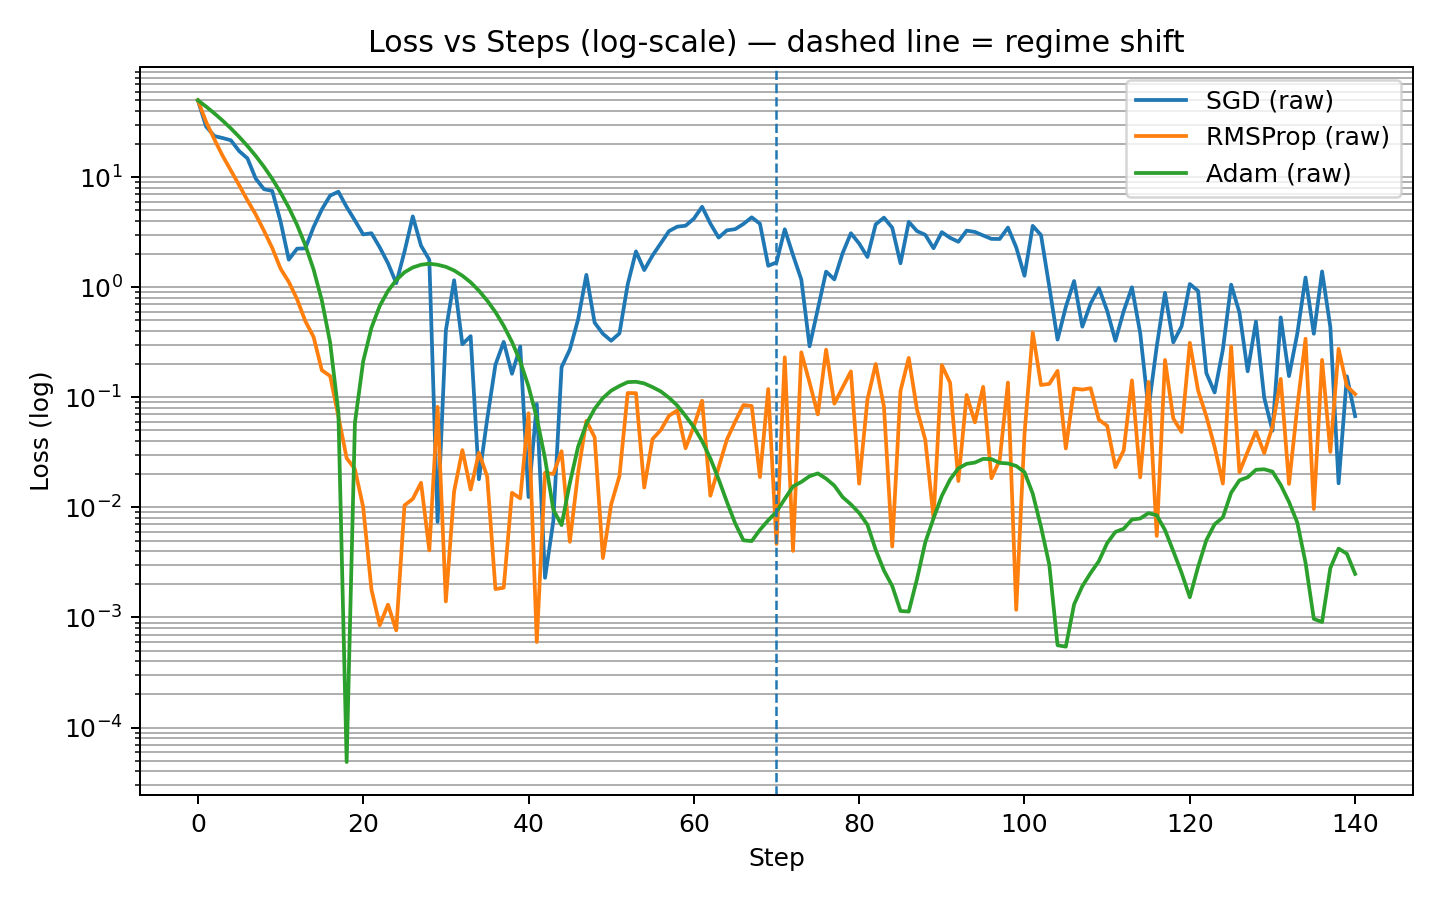 Loss vs Steps (log-scale) — dashed line = regime shift
SGD (raw)
RMSProp (raw)
Adam (raw)
Loss (log)
10¹
10⁰
10⁻¹
10⁻²
10⁻³
10⁻⁴
0 20 40 60 80 100 120 140
Step